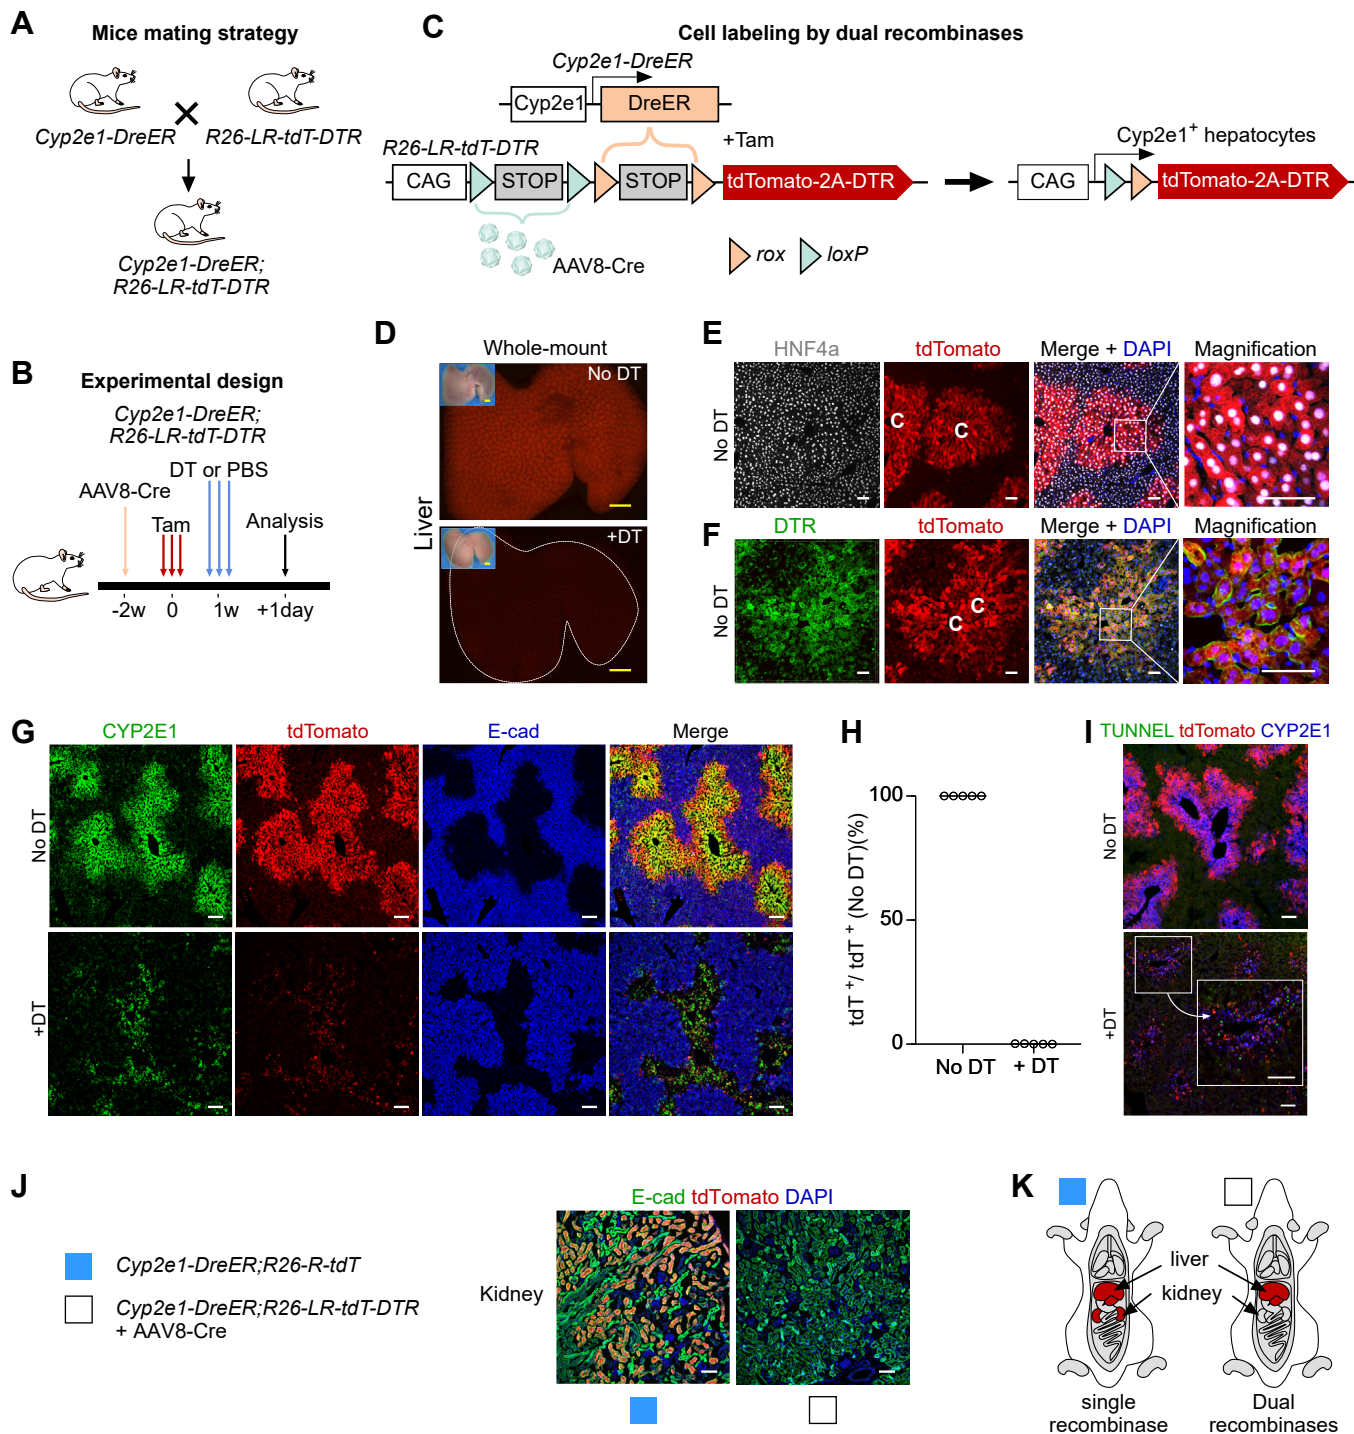 A
Mice mating strategy
Cyp2e1-DreER
R26-LR-tdT-DTR
Cyp2e1-DreER;
R26-LR-tdT-DTR
B
Experimental design
Cyp2e1-DreER;
R26-LR-tdT-DTR
DT or PBS
AAV8-Cre
Tam
Analysis
-2w
0
1w
+1day
C
Cell labeling by dual recombinases
Cyp2e1-DreER
Cyp2e1
DreER
+Tam
R26-LR-tdT-DTR
CAG
STOP
STOP
tdTomato-2A-DTR
Cyp2e1+ hepatocytes
CAG
tdTomato-2A-DTR
AAV8-Cre
rox
loxP
D
Whole-mount
No DT
+DT
Liver
E
HNF4a
tdTomato
Merge + DAPI
Magnification
No DT
C
C
F
DTR
tdTomato
Merge + DAPI
Magnification
No DT
C
C
G
CYP2E1
tdTomato
E-cad
Merge
No DT
+DT
H
tdT +/ tdT + (No DT)(%)
100
50
0
No DT
+ DT
I
TUNNEL tdTomato CYP2E1
No DT
+DT
J
Cyp2e1-DreER;R26-R-tdT
Cyp2e1-DreER;R26-LR-tdT-DTR
+ AAV8-Cre
E-cad tdTomato DAPI
Kidney
K
liver
kidney
single
recombinase
Dual
recombinases